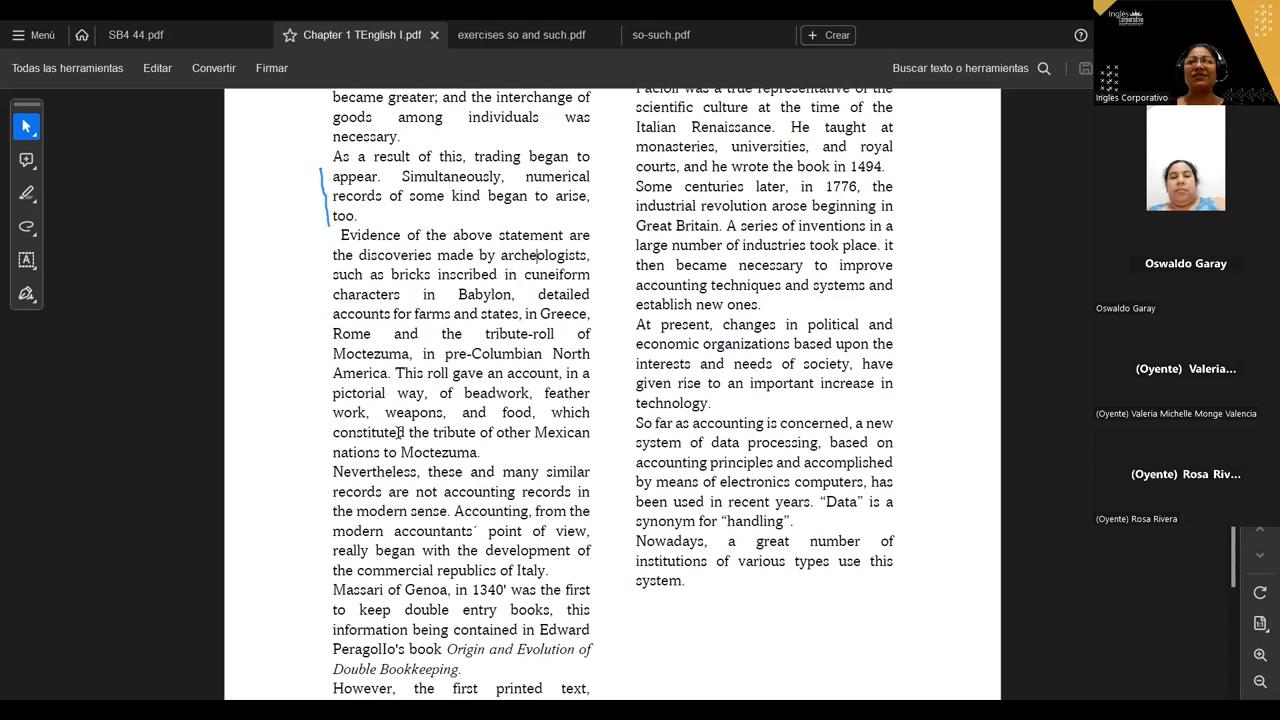 Menú
SB4 44.pdf
Chapter 1 TEnglish I.pdf
exercises so and such.pdf
so-such.pdf
Crear
Todas las herramientas
Editar
Convertir
Firmar
Buscar texto o herramientas
became greater; and the interchange of
goods among individuals was
necessary.
As a result of this, trading began to
appear. Simultaneously, numerical
records of some kind began to arise,
too.
Evidence of the above statement are
the discoveries made by archeologists,
such as bricks inscribed in cuneiform
characters in Babylon, detailed
accounts for farms and states, in Greece,
Rome and the tribute-roll of
Moctezuma, in pre-Columbian North
America. This roll gave an account, in a
pictorial way, of beadwork, feather
work, weapons, and food, which
constituted the tribute of other Mexican
nations to Moctezuma.
Nevertheless, these and many similar
records are not accounting records in
the modern sense. Accounting, from the
modern accountants´ point of view,
really began with the development of
the commercial republics of Italy.
Massari of Genoa, in 1340' was the first
to keep double entry books, this
information being contained in Edward
PeragolIo's book Origin and Evolution of
Double Bookkeeping.
However, the first printed text,
Pacioli was a true representative of the
scientific culture at the time of the
Italian Renaissance. He taught at
monasteries, universities, and royal
courts, and he wrote the book in 1494.
Some centuries later, in 1776, the
industrial revolution arose beginning in
Great Britain. A series of inventions in a
large number of industries took place. it
then became necessary to improve
accounting techniques and systems and
establish new ones.
At present, changes in political and
economic organizations based upon the
interests and needs of society, have
given rise to an important increase in
technology.
So far as accounting is concerned, a new
system of data processing, based on
accounting principles and accomplished
by means of electronics computers, has
been used in recent years. “Data” is a
synonym for “handling”.
Nowadays, a great number of
institutions of various types use this
system.
Inglés
Corporativo
Ingles Corporativo
Oswaldo Garay
Oswaldo Garay
(Oyente) Valeria...
(Oyente) Valeria Michelle Monge Valencia
(Oyente) Rosa Riv...
(Oyente) Rosa Rivera